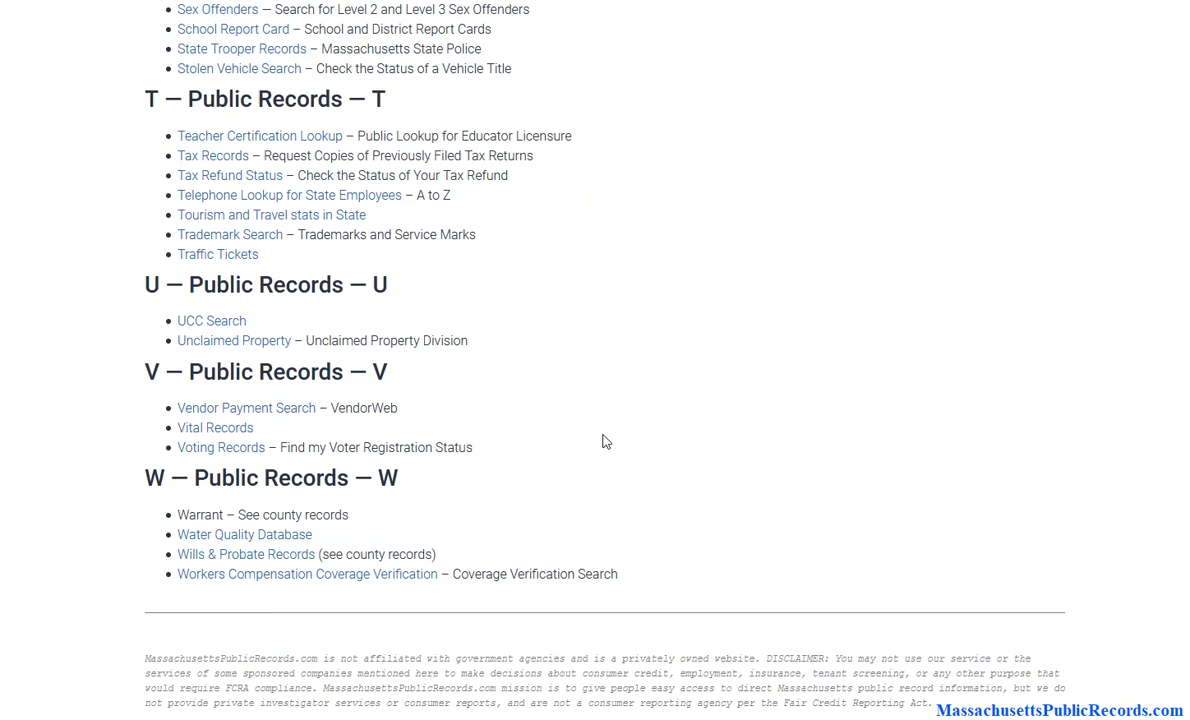 Sex Offenders — Search for Level 2 and Level 3 Sex Offenders
School Report Card – School and District Report Cards
State Trooper Records – Massachusetts State Police
Stolen Vehicle Search – Check the Status of a Vehicle Title
T — Public Records — T
Teacher Certification Lookup – Public Lookup for Educator Licensure
Tax Records – Request Copies of Previously Filed Tax Returns
Tax Refund Status – Check the Status of Your Tax Refund
Telephone Lookup for State Employees – A to Z
Tourism and Travel stats in State
Trademark Search – Trademarks and Service Marks
Traffic Tickets
U — Public Records — U
UCC Search
Unclaimed Property – Unclaimed Property Division
V — Public Records — V
Vendor Payment Search – VendorWeb
Vital Records
Voting Records – Find my Voter Registration Status
W — Public Records — W
Warrant – See county records
Water Quality Database
Wills & Probate Records (see county records)
Workers Compensation Coverage Verification – Coverage Verification Search
MassachusettsPublicRecords.com is not affiliated with government agencies and is a privately owned website. DISCLAIMER: You may not use our service or the
services of some sponsored companies mentioned here to make decisions about consumer credit, employment, insurance, tenant screening, or any other purpose that
would require FCRA compliance. MassachusettsPublicRecords.com mission is to give people easy access to direct Massachusetts public record information, but we do
not provide private investigator services or consumer reports, and are not a consumer reporting agency per the Fair Credit Reporting Act.
MassachusettsPublicRecords.com